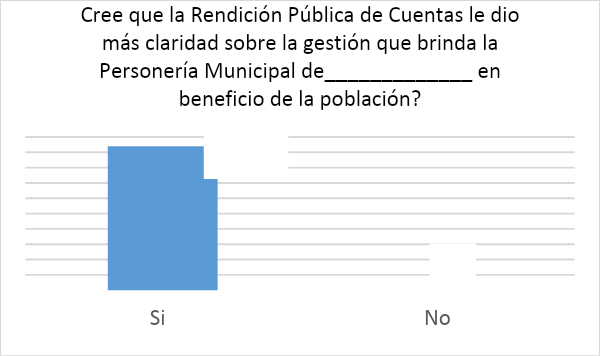 Cree que la Rendición Pública de Cuentas le dio
más claridad sobre la gestión que brinda la
Personería Municipal de_____________ en
beneficio de la población?
Si
No